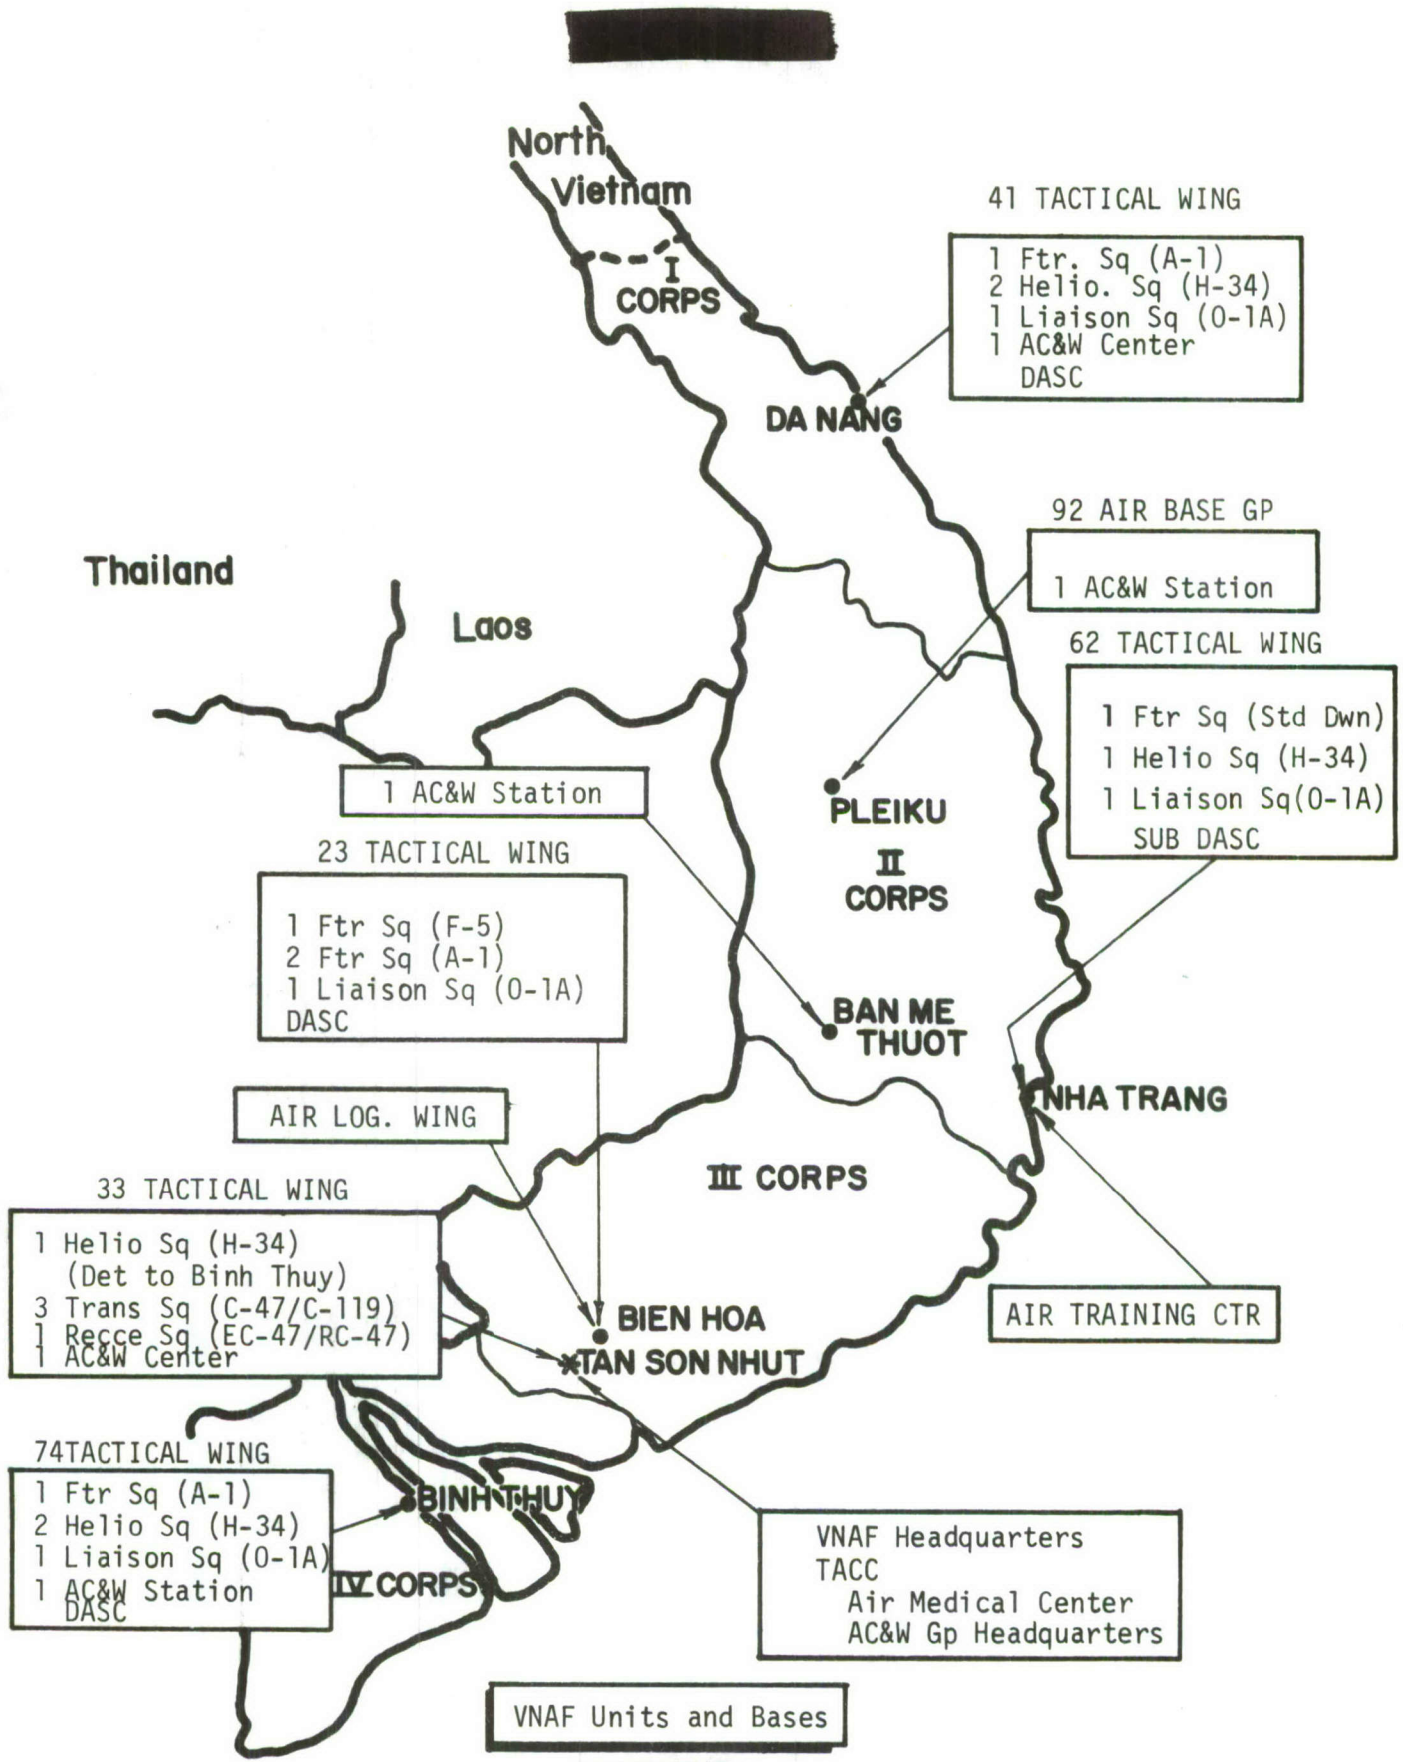 North
Vietnam
I
CORPS
41 TACTICAL WING
1 Ftr. Sq (A-1)
2 Helio. Sq (H-34)
1 Liaison Sq (O-1A)
1 AC&W Center
DASC
DA NANG
92 AIR BASE GP
1 AC&W Station
Thailand
Laos
62 TACTICAL WING
1 Ftr Sq (Std Dwn)
1 Helio Sq (H-34)
1 Liaison Sq(O-1A)
SUB DASC
1 AC&W Station
PLEIKU
II
CORPS
23 TACTICAL WING
1 Ftr Sq (F-5)
2 Ftr Sq (A-1)
1 Liaison Sq (O-1A)
DASC
BAN ME
THUOT
AIR LOG. WING
NHA TRANG
III CORPS
33 TACTICAL WING
1 Helio Sq (H-34)
(Det to Binh Thuy)
3 Trans Sq (C-47/C-119)
1 Recce Sq (EC-47/RC-47)
1 AC&W Center
AIR TRAINING CTR
BIEN HOA
TAN SON NHUT
74TACTICAL WING
1 Ftr Sq (A-1)
2 Helio Sq (H-34)
1 Liaison Sq (O-1A)
1 AC&W Station
DASC
BINH THUY
IV CORPS
VNAF Headquarters
TACC
Air Medical Center
AC&W Gp Headquarters
VNAF Units and Bases